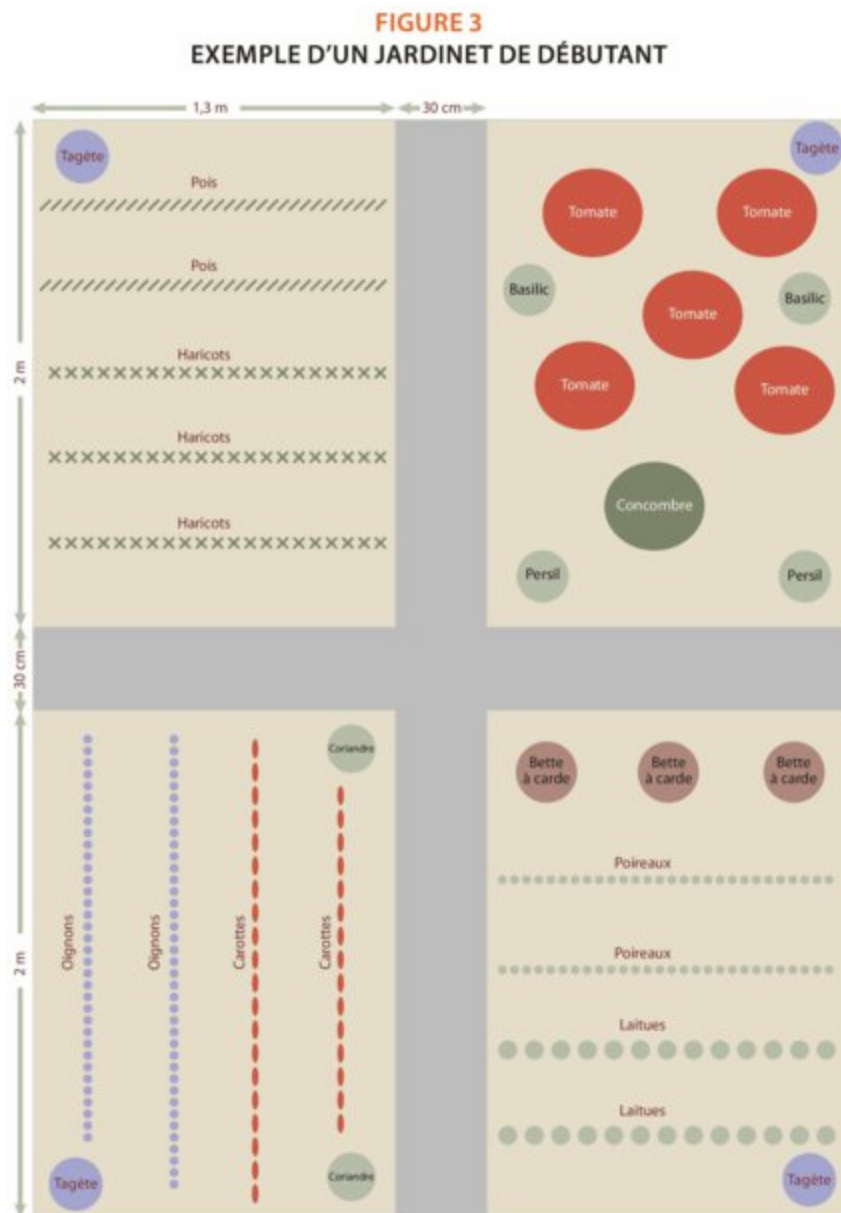 FIGURE 3
EXEMPLE D'UN JARDINET DE DÉBUTANT
1,3 m
30 cm
2 m
30 cm
2 m
Tagète
Pois
Pois
Haricots
Haricots
Haricots
Tagète
Tomate
Tomate
Basilic
Basilic
Tomate
Tomate
Tomate
Concombre
Persil
Persil
Coriandre
Oignons
Oignons
Carottes
Carottes
Tagète
Coriandre
Bette
à carde
Bette
à carde
Bette
à carde
Poireaux
Poireaux
Laitues
Laitues
Tagète